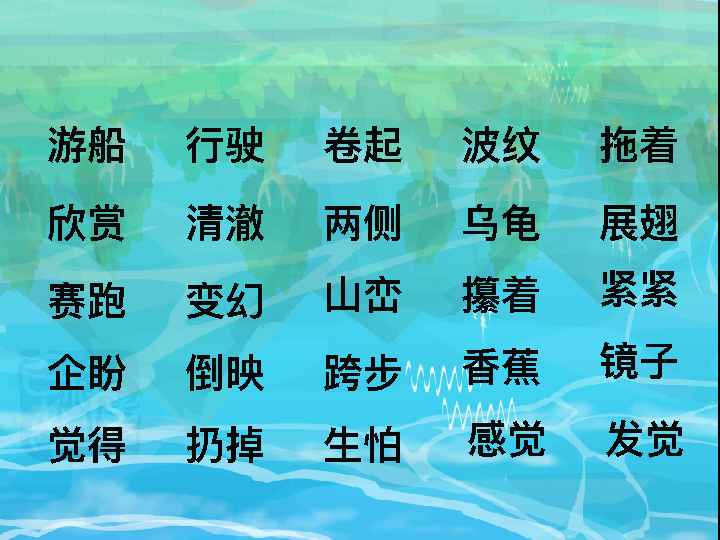 游船 行驶 卷起 波纹 拖着
欣赏 清澈 两侧 乌龟 展翅
赛跑 变幻 山峦 攥着 紧紧
企盼 倒映 跨步 香蕉 镜子
觉得 扔掉 生怕 感觉 发觉